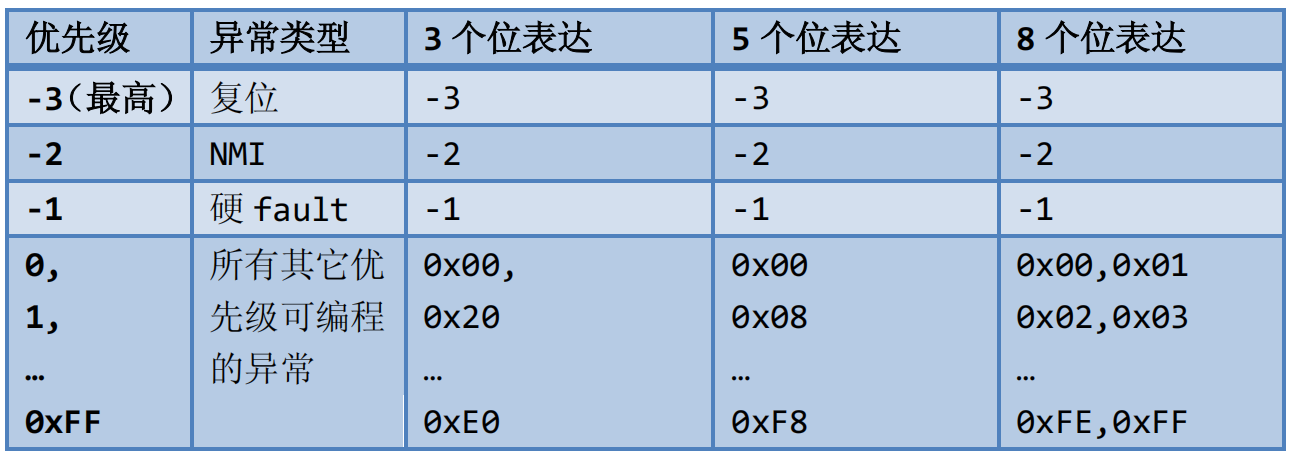 优先级 异常类型 3 个位表达 5 个位表达 8 个位表达
-3（最高） 复位 -3 -3 -3
-2 NMI -2 -2 -2
-1 硬 fault -1 -1 -1
0, 所有其它优 0x00, 0x00 0x00,0x01
1, 先级可编程 0x20 0x08 0x02,0x03
… 的异常 … … …
0xFF 0xE0 0xF8 0xFE,0xFF